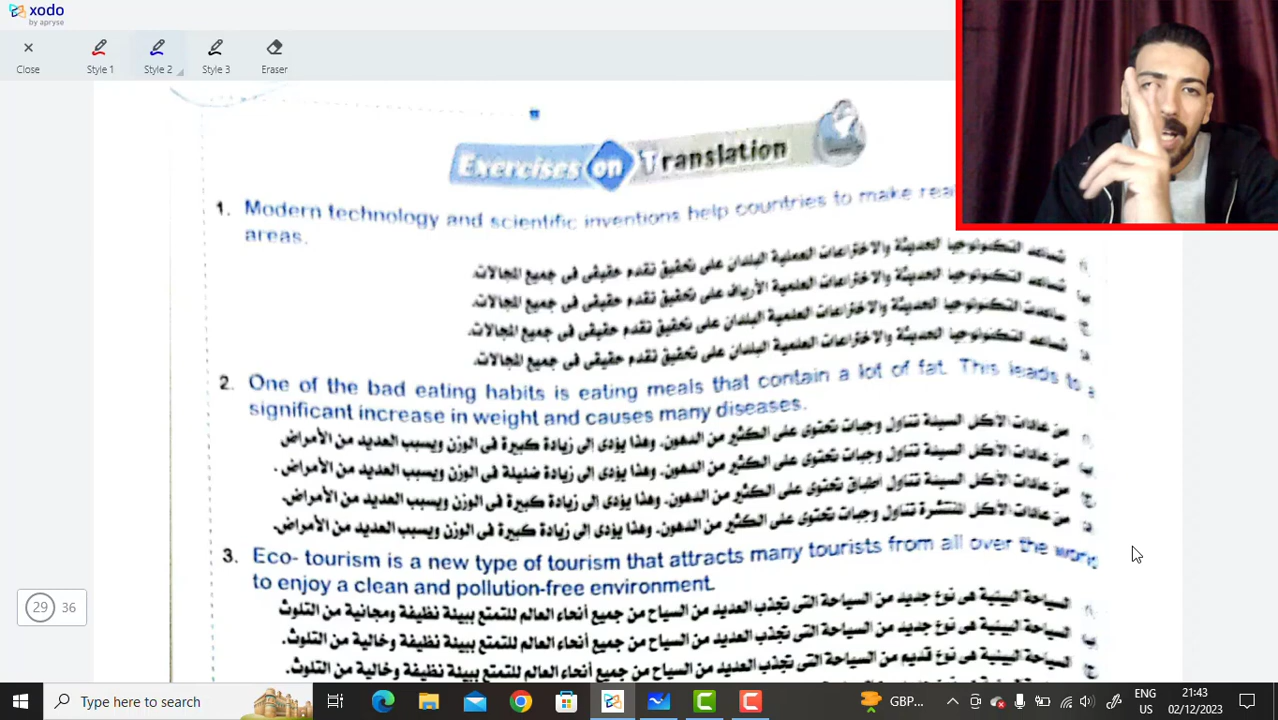 xodo
by apryse
Close
Style 1
Style 2
Style 3
Eraser
Exercises on Translation
1. Modern technology and scientific inventions help countries to make real
areas.
تساعد التكنولوجيا الحديثة والاختراعات العملية البلدان على تحقيق تقدم حقيقى فى جميع المجالات.
تساعد التكنولوجيا الحديثة والاختراعات العلمية الأرياف على تحقيق تقدم حقيقى فى جميع المجالات.
ساعدت التكنولوجيا الحديثة والاختراعات العلمية البلدان على تحقيق تقدم حقيقى فى جميع المجالات.
تساعد التكنولوجيا الحديثة والاختراعات العلمية البلدان على تحقيق تقدم حقيقى فى جميع المجالات.
2. One of the bad eating habits is eating meals that contain a lot of fat. This leads to a
significant increase in weight and causes many diseases.
من عادات الأكل السيئة تناول وجبات تحتوى على الكثير من الدهون. وهذا يؤدى إلى زيادة كبيرة فى الوزن ويسبب العديد من الأمراض
من عادات الأكل السيئة تناول وجبات تحتوى على الكثير من الدهون. وهذا يؤدى إلى زيادة ضئيلة فى الوزن ويسبب العديد من الأمراض .
من عادات الأكل السيئة تناول اطباق تحتوى على الكثير من الدهون. وهذا يؤدى إلى زيادة كبيرة فى الوزن ويسبب العديد من الأمراض.
من عادات الأكل المنتشرة تناول وجبات تحتوى على الكثير من الدهون. وهذا يؤدى إلى زيادة كبيرة فى الوزن ويسبب العديد من الأمراض.
3. Eco- tourism is a new type of tourism that attracts many tourists from all over the world
to enjoy a clean and pollution-free environment.
السياحة البيئية هى نوع جديد من السياحة التى تجذب العديد من السياح من جميع أنحاء العالم للتمتع ببيئة نظيفة ومجانية من التلوث
السياحة البيئية هى نوع جديد من السياحة التى تجذب العديد من السياح من جميع أنحاء العالم للتمتع ببيئة نظيفة وخالية من التلوث.
السياحة البيئية هى نوع قديم من السياحة التى تجذب العديد من السياح من جميع أنحاء العالم للتمتع ببيئة نظيفة وخالية من التلوث.
29 36
Type here to search
GBP...
ENG
US
21:43
02/12/2023